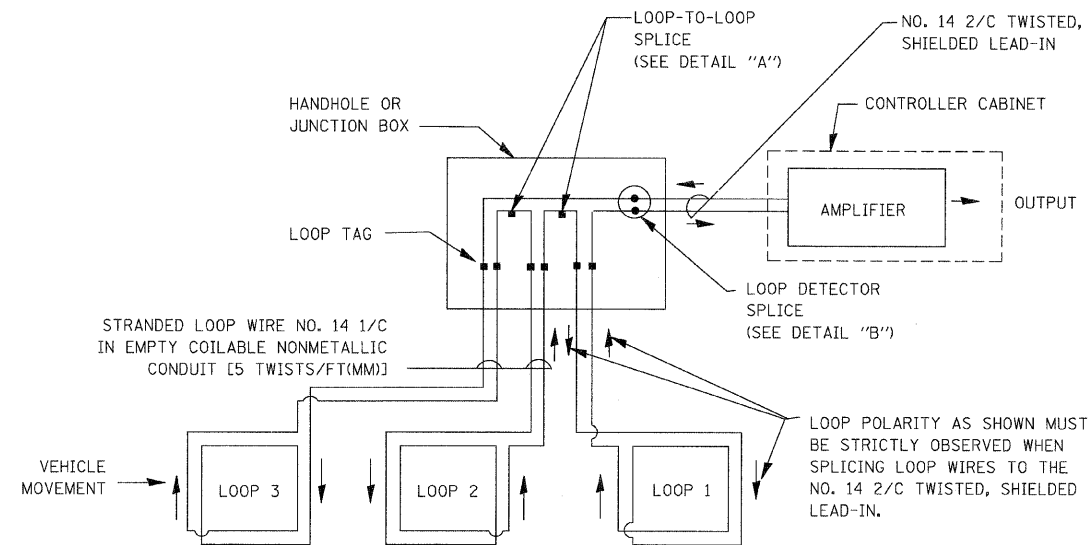 LOOP-TO-LOOP
SPLICE
(SEE DETAIL "A")
NO. 14 2/C TWISTED,
SHIELDED LEAD-IN
HANDHOLE OR
JUNCTION BOX
CONTROLLER CABINET
AMPLIFIER
OUTPUT
LOOP TAG
LOOP DETECTOR
SPLICE
(SEE DETAIL "B")
STRANDED LOOP WIRE NO. 14 1/C
IN EMPTY COILABLE NONMETALLIC
CONDUIT [5 TWISTS/FT(MM)]
LOOP POLARITY AS SHOWN MUST
BE STRICTLY OBSERVED WHEN
SPLICING LOOP WIRES TO THE
NO. 14 2/C TWISTED, SHIELDED
LEAD-IN.
VEHICLE
MOVEMENT
LOOP 3
LOOP 2
LOOP 1